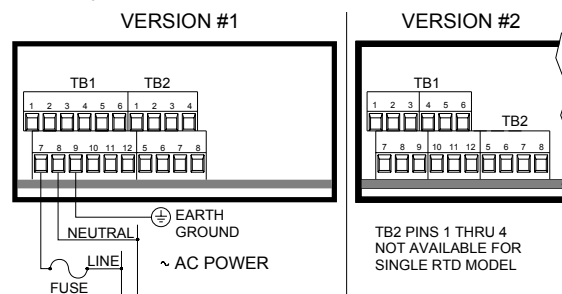 VERSION #1
TB1 TB2
1 2 3 4 5 6 1 2 3 4
7 8 9 10 11 12 5 6 7 8
EARTH
GROUND
NEUTRAL
LINE
~ AC POWER
FUSE
VERSION #2
TB1
1 2 3 4 5 6
TB2
7 8 9 10 11 12 5 6 7 8
TB2 PINS 1 THRU 4
NOT AVAILABLE FOR
SINGLE RTD MODEL